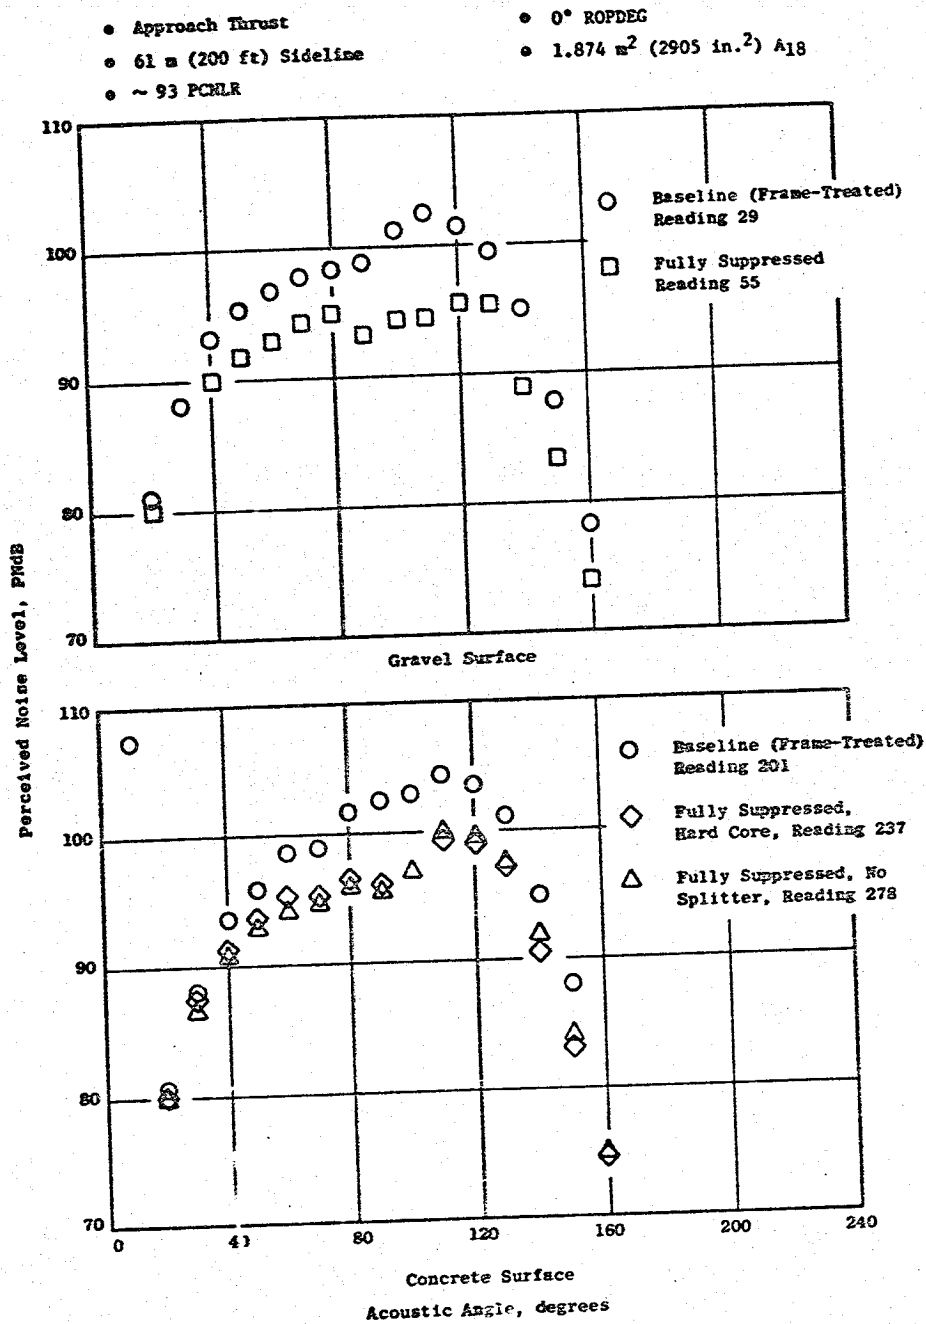 • Approach Thrust
• 61 m (200 ft) Sideline
• ~ 93 PCNLR
• 0° ROPDEG
• 1.874 m² (2905 in.²) A18
Perceived Noise Level, PNdB
110
100
90
80
70
Baseline (Frame-Treated)
Reading 29
Fully Suppressed
Reading 55
Gravel Surface
110
100
90
80
70
Baseline (Frame-Treated)
Reading 201
Fully Suppressed,
Hard Core, Reading 237
Fully Suppressed, No
Splitter, Reading 278
0 40 80 120 160 200 240
Concrete Surface
Acoustic Angle, degrees